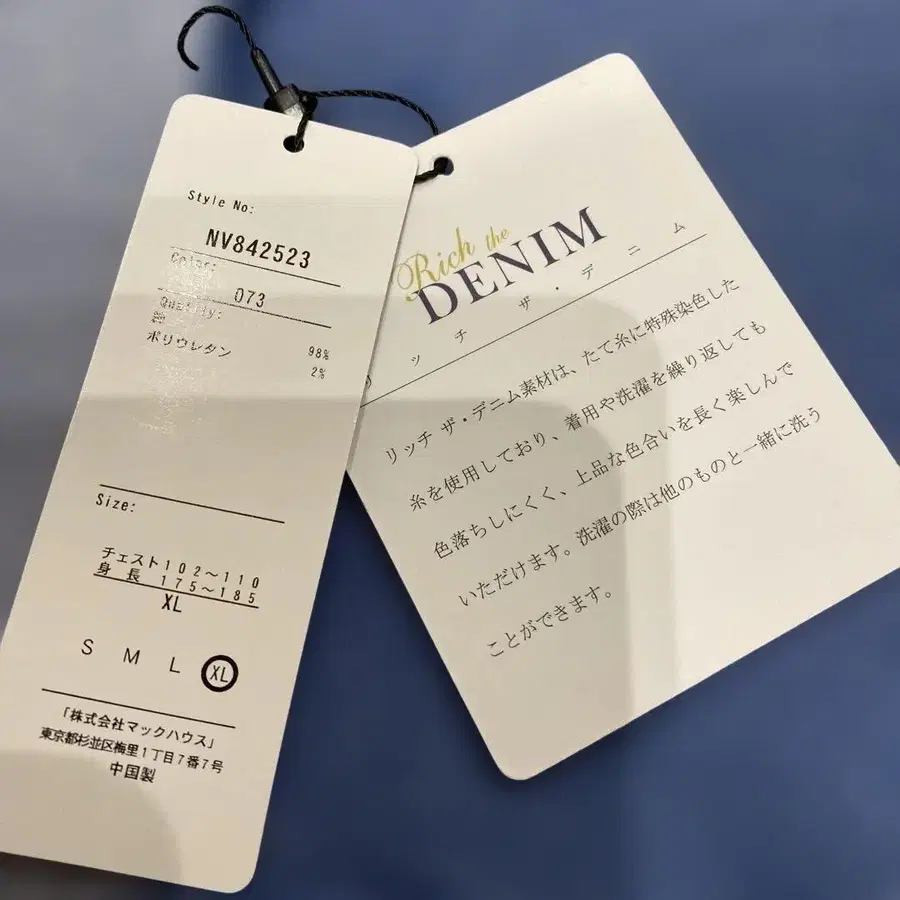 Style No:
NV842523
Color:
073
Quality:
綿 98%
ポリウレタン 2%
Size:
チェスト102～110
身長 175～185
XL
S M L XL
「株式会社マックハウス」
東京都杉並区梅里1丁目7番7号
中国製
Rich the
DENIM
ッチ ザ・デニム
リッチ ザ・デニム素材は、たて糸に特殊染色した
糸を使用しており、着用や洗濯を繰り返しても
色落ちしにくく、上品な色合いを長く楽しんで
いただけます。洗濯の際は他のものと一緒に洗う
ことができます。